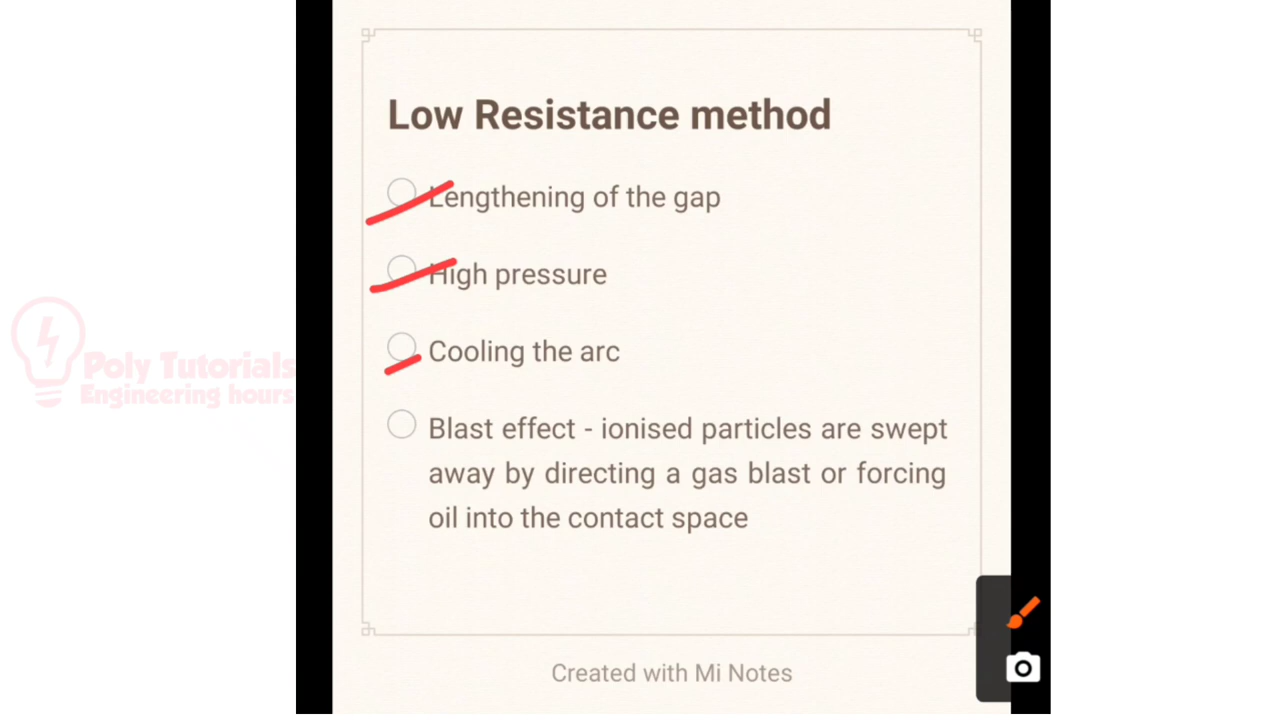 Low Resistance method
Lengthening of the gap
High pressure
Cooling the arc
Blast effect - ionised particles are swept
away by directing a gas blast or forcing
oil into the contact space
Created with Mi Notes
Poly Tutorials
Engineering hours